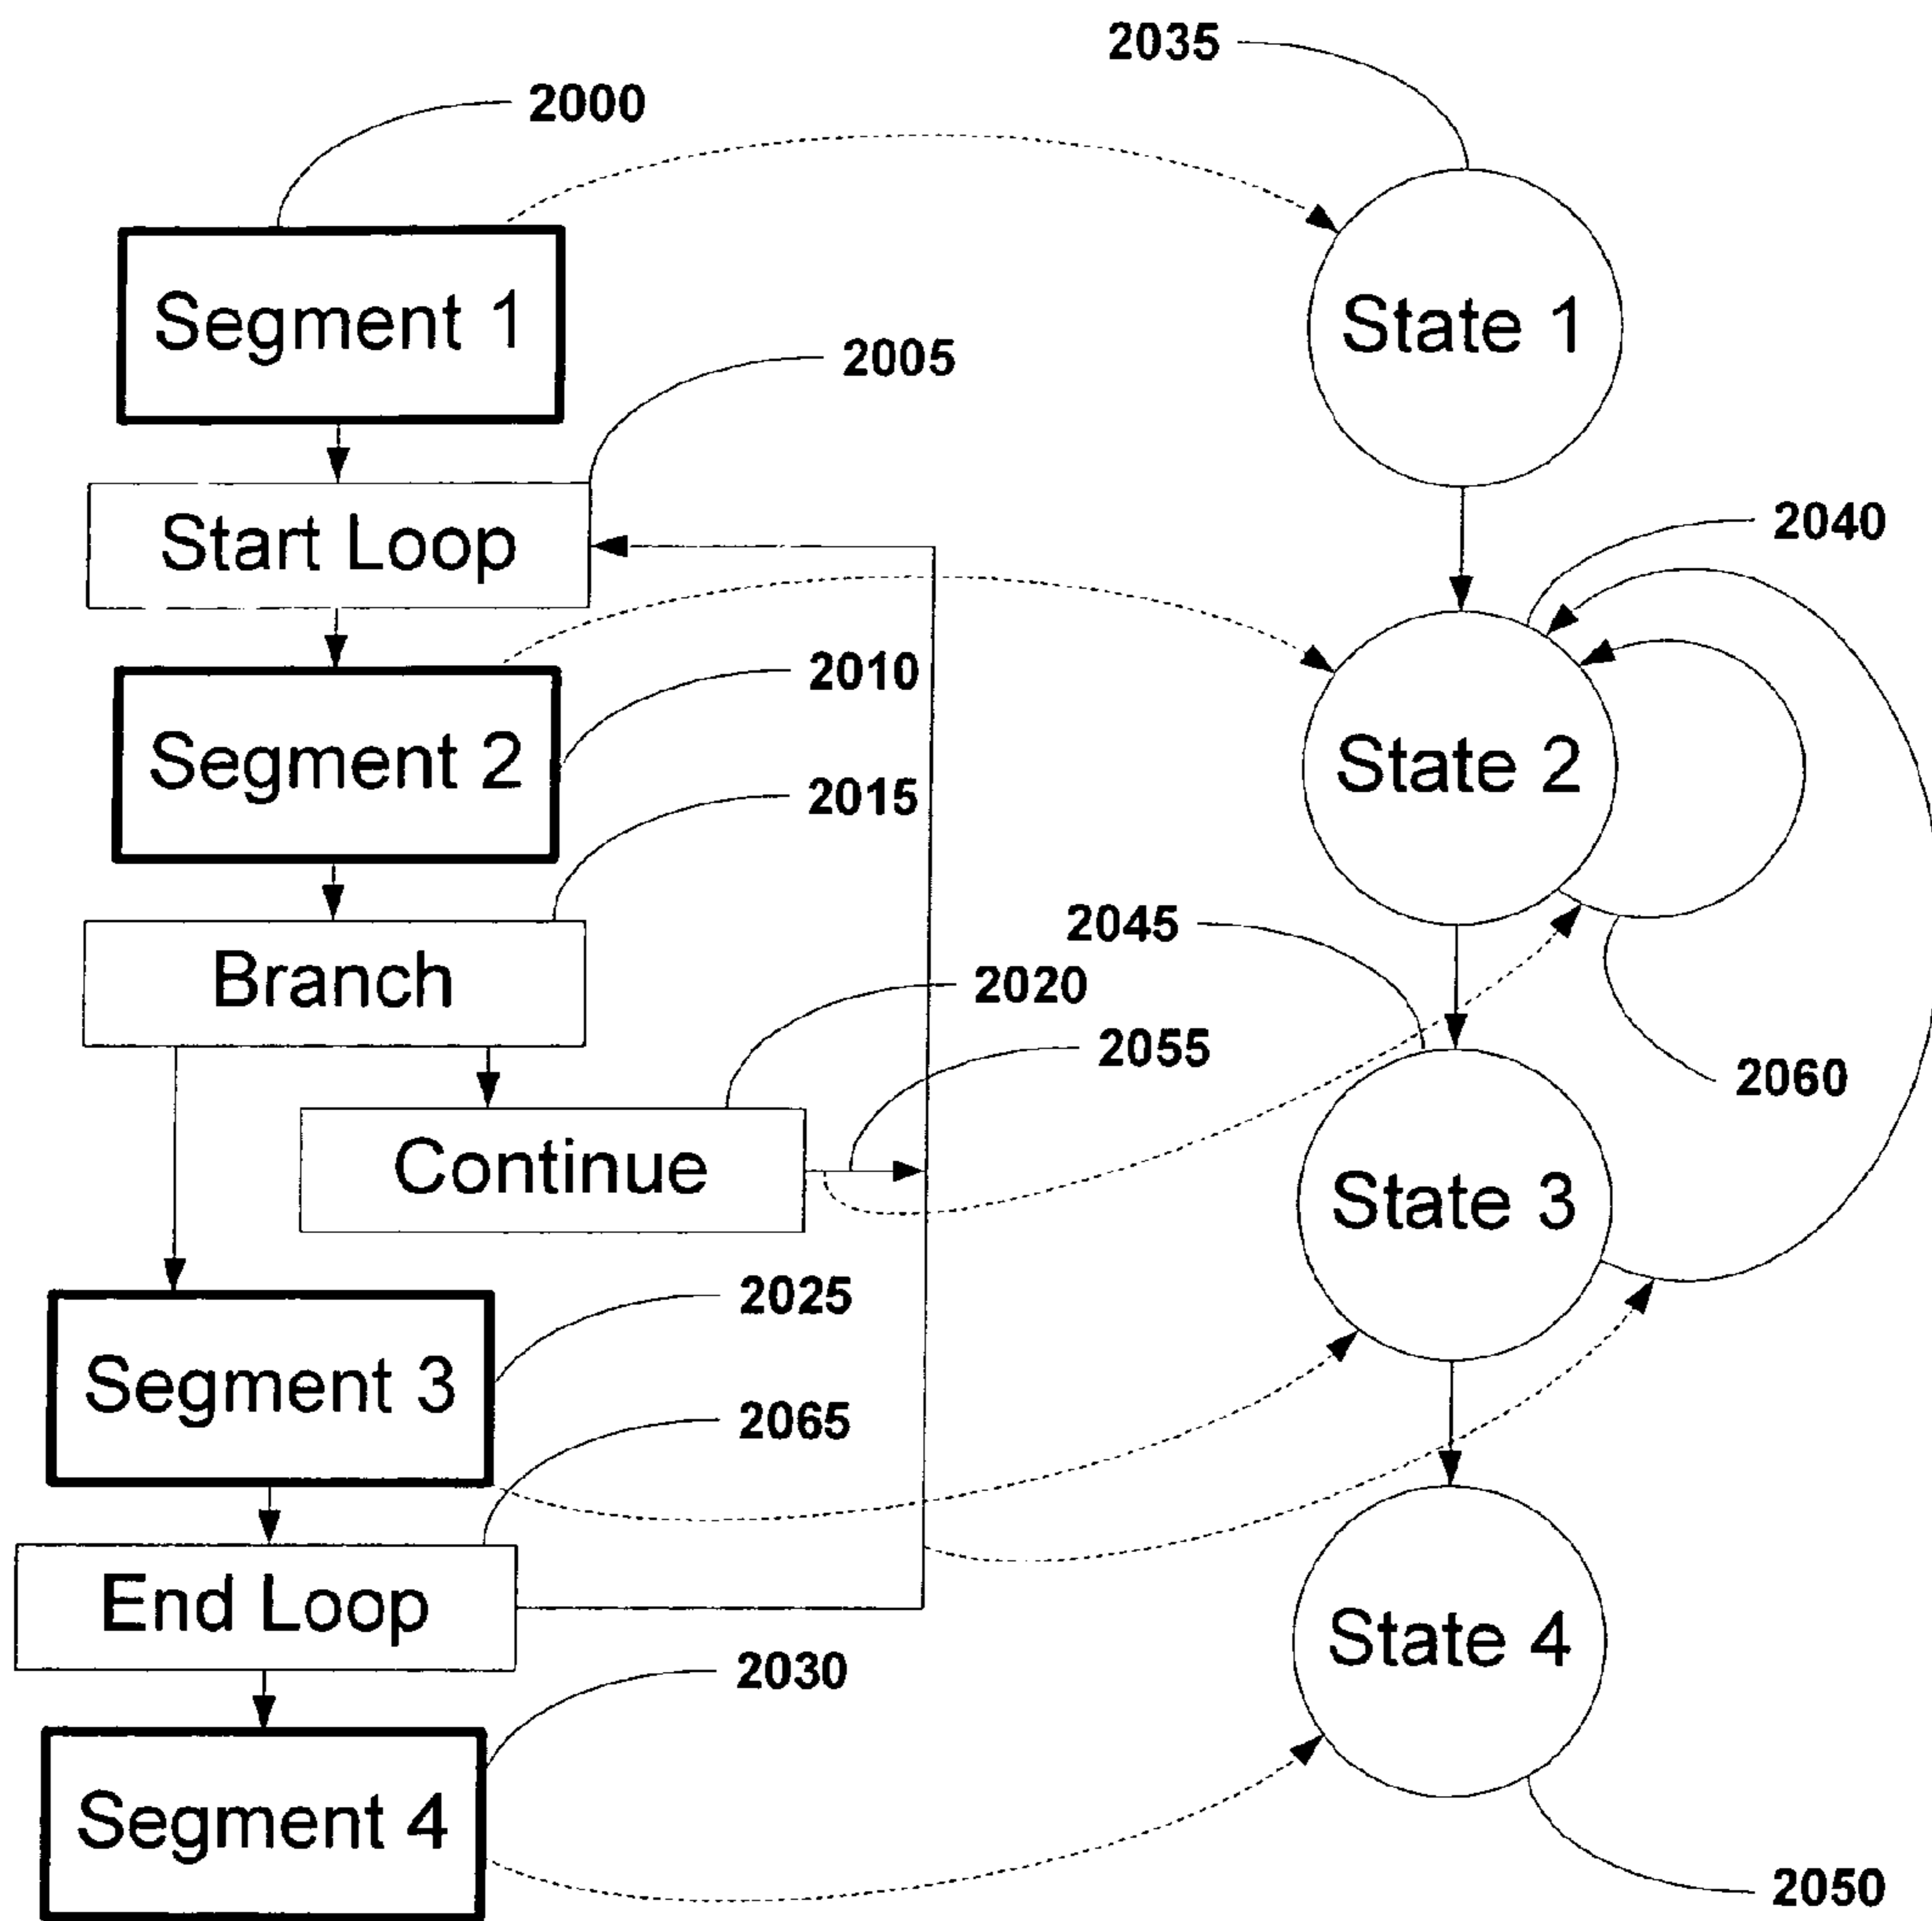 2035
2000
Segment 1
State 1
2005
Start Loop
2040
2010
Segment 2
State 2
2015
2045
Branch
2020
2055
2060
Continue
State 3
2025
Segment 3
2065
End Loop
State 4
2030
Segment 4
2050